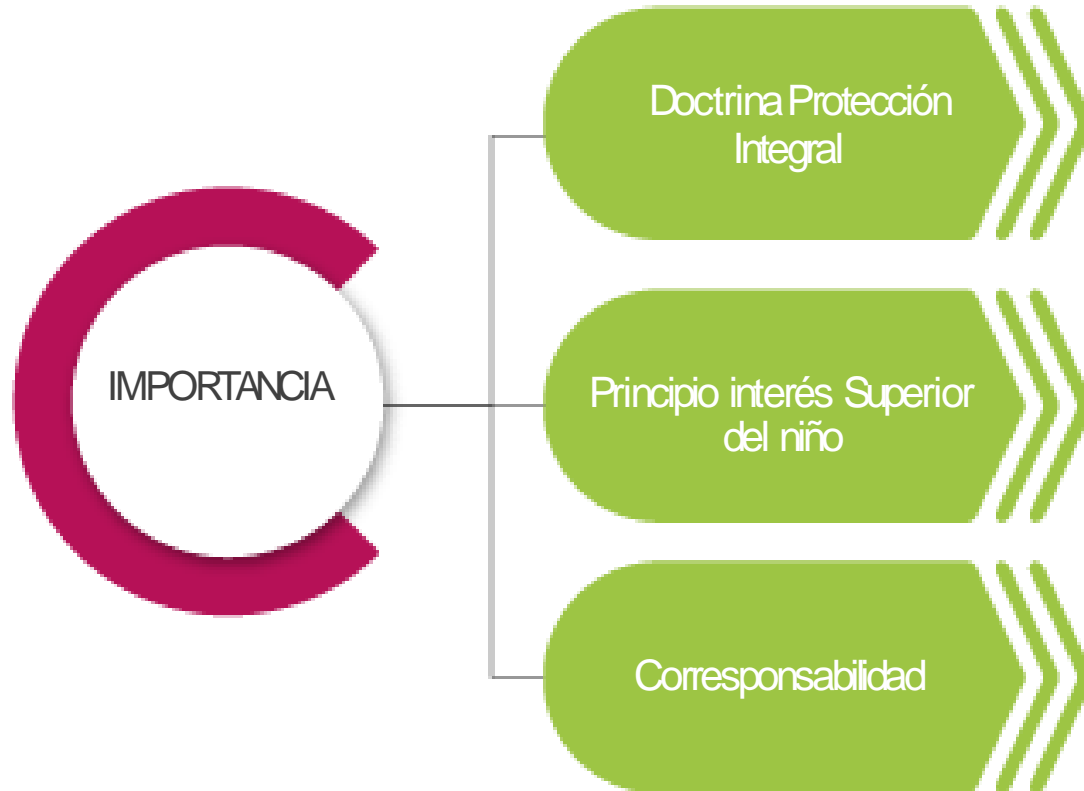 Doctrina Protección
Integral
IMPORTANCIA
Principio interés Superior
del niño
Corresponsabilidad